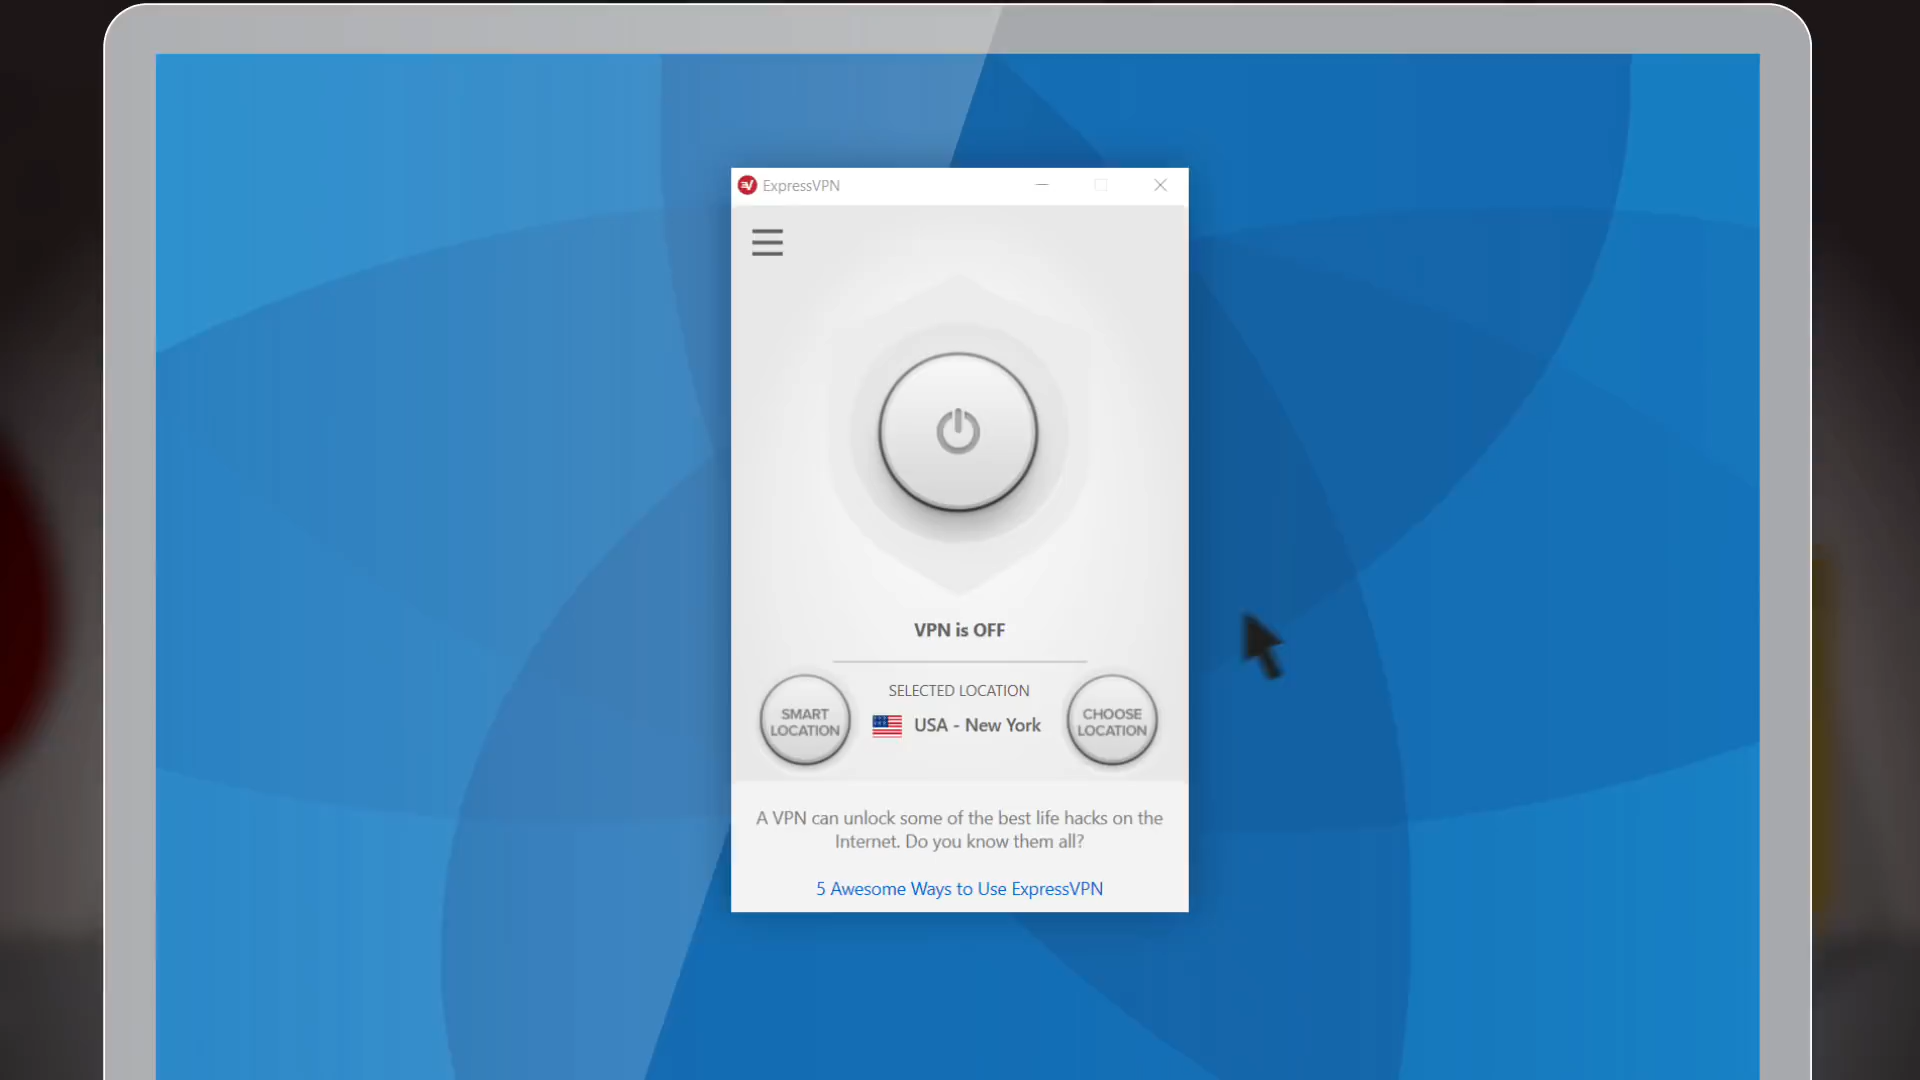 ExpressVPN
VPN is OFF
SELECTED LOCATION
SMART
LOCATION
USA - New York
CHOOSE
LOCATION
A VPN can unlock some of the best life hacks on the
Internet. Do you know them all?
5 Awesome Ways to Use ExpressVPN